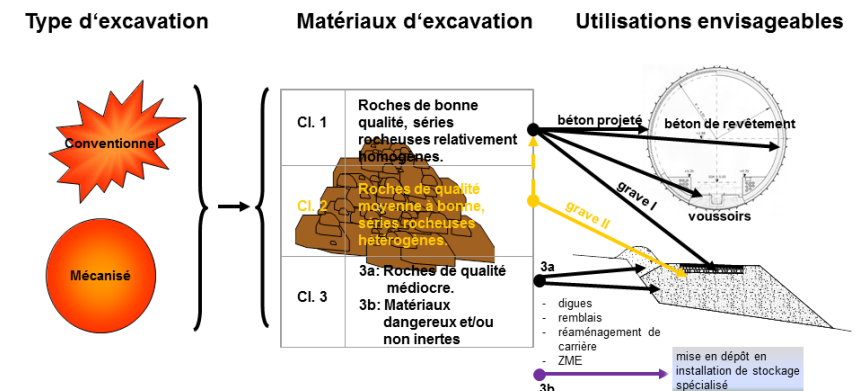 Type d‘excavation
Matériaux d‘excavation
Utilisations envisageables
Conventionnel
Mécanisé
Cl. 1
Roches de bonne
qualité, séries
rocheuses relativement
homogènes.
Cl. 2
Roches de qualité
moyenne à bonne,
séries rocheuses
hétérogènes.
Cl. 3
3a: Roches de qualité
médiocre.
3b: Matériaux
dangereux et/ou
non inertes
béton projeté
béton de revêtement
grave I
grave II
voussoirs
3a
- digues
- remblais
- réaménagement de
carrière
- ZME
3b
mise en dépôt en
installation de stockage
spécialisé